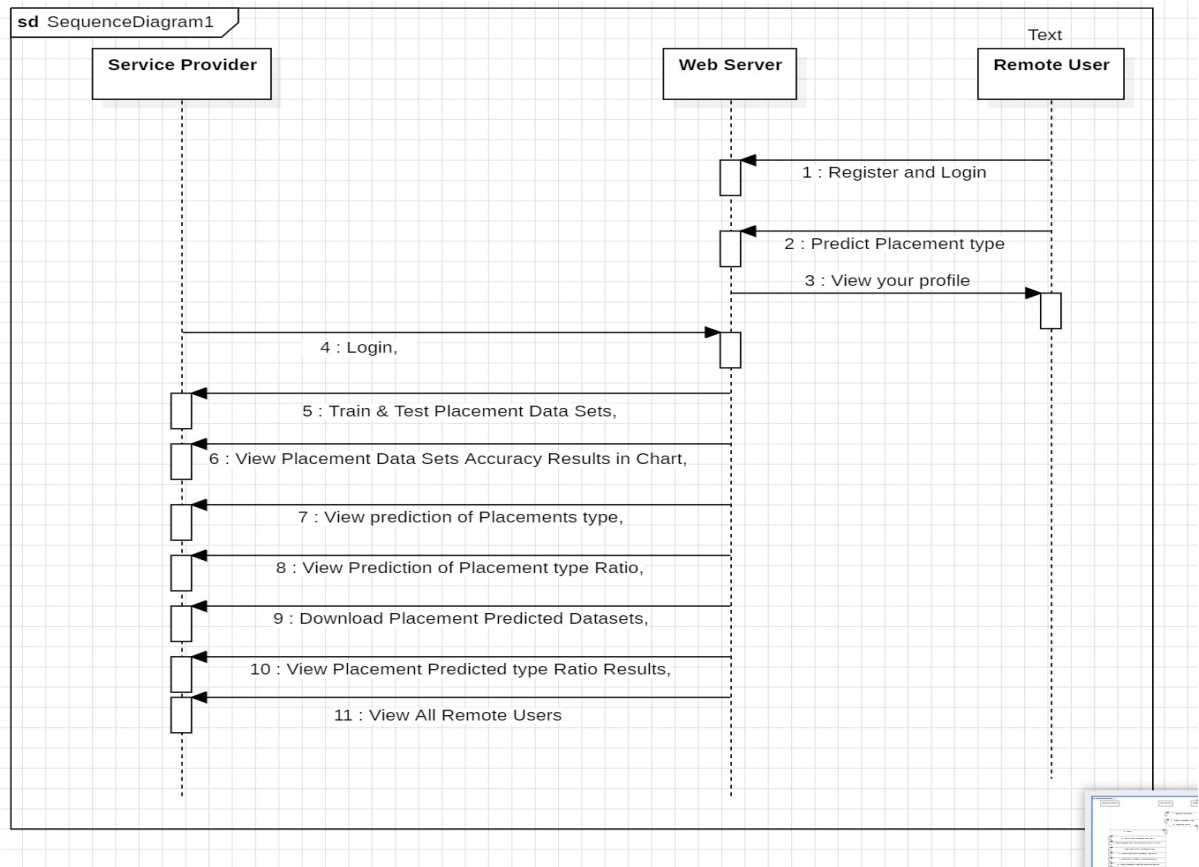 sd SequenceDiagram1
Text
Service Provider
Web Server
Remote User
1 : Register and Login
2 : Predict Placement type
3 : View your profile
4 : Login,
5 : Train & Test Placement Data Sets,
6 : View Placement Data Sets Accuracy Results in Chart,
7 : View prediction of Placements type,
8 : View Prediction of Placement type Ratio,
9 : Download Placement Predicted Datasets,
10 : View Placement Predicted type Ratio Results,
11 : View All Remote Users